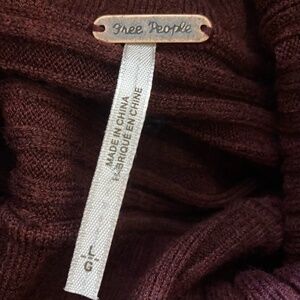 Free People
MADE IN CHINA
FABRIQUÉ EN CHINE
L
G